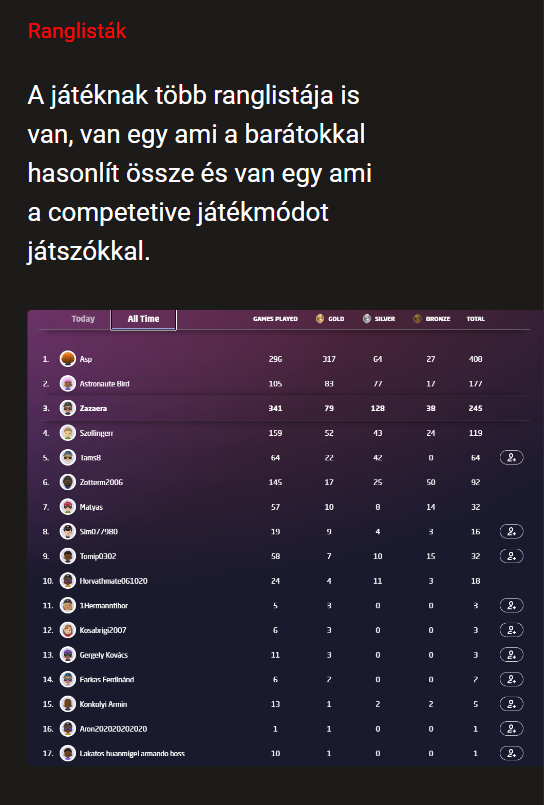 Ranglisták
A játéknak több ranglistája is
van, van egy ami a barátokkal
hasonlít össze és van egy ami
a competetive játékmódot
játszókkal.
Today All Time GAMES PLAYED GOLD SILVER BRONZE TOTAL
1. Asp 296 317 64 27 408
2. Astronaute Bird 105 83 77 17 177
3. Zazaera 341 79 128 38 245
4. Szollingerr 159 52 43 24 119
5. Tams8 64 22 42 0 64
6. Zotterm2006 145 17 25 50 92
7. Matyas 57 10 8 14 32
8. Slm077980 19 9 4 3 16
9. Tomip0302 58 7 10 15 32
10. Horvathmate061020 24 4 11 3 18
11. 1Hermanntibor 5 3 0 0 3
12. Kosabrigi2007 6 3 0 0 3
13. Gergely Kovács 11 3 0 0 3
14. Farkas Ferdinánd 6 2 0 0 2
15. Konkolyi Armin 13 1 2 2 5
16. Aron202020202020 1 1 0 0 1
17. Lakatos huanmigel armando boss 10 1 0 0 1